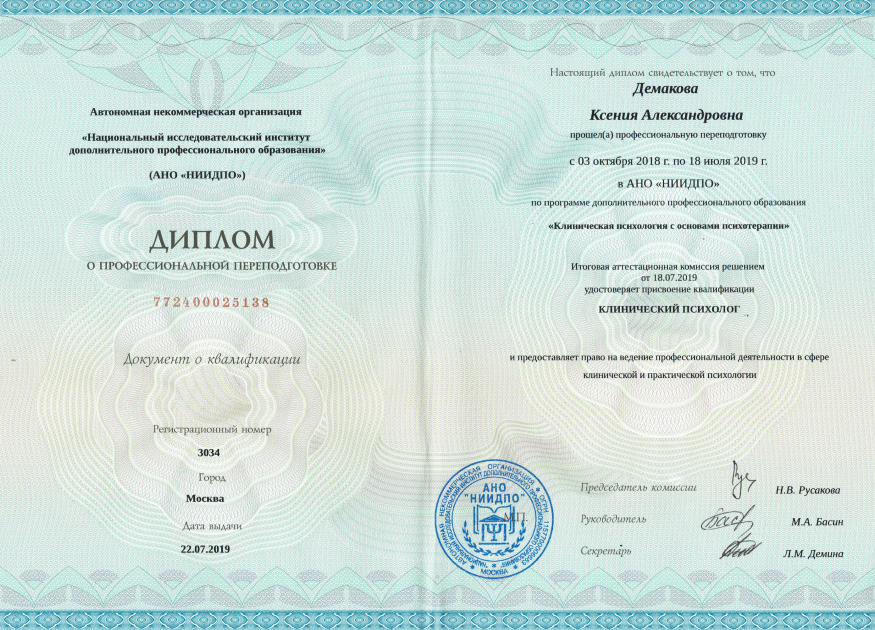 Автономная некоммерческая организация
«Национальный исследовательский институт
дополнительного профессионального образования»
(АНО «НИИДПО»)
ДИПЛОМ
О ПРОФЕССИОНАЛЬНОЙ ПЕРЕПОДГОТОВКЕ
772400025138
Документ о квалификации
Регистрационный номер
3034
Город
Москва
Дата выдачи
22.07.2019
Настоящий диплом свидетельствует о том, что
Демакова
Ксения Александровна
прошел(а) профессиональную переподготовку
с 03 октября 2018 г. по 18 июля 2019 г.
в АНО «НИИДПО»
по программе дополнительного профессионального образования
«Клиническая психология с основами психотерапии»
Итоговая аттестационная комиссия решением
от 18.07.2019
удостоверяет присвоение квалификации
КЛИНИЧЕСКИЙ ПСИХОЛОГ
и предоставляет право на ведение профессиональной деятельности в сфере
клинической и практической психологии
Председатель комиссии
Н.В. Русакова
Руководитель
М.А. Басин
Секретарь
Л.М. Демина
М.П.
АНО
"НИИДПО"
АВТОНОМНАЯ НЕКОММЕРЧЕСКАЯ ОРГАНИЗАЦИЯ
МОСКВА